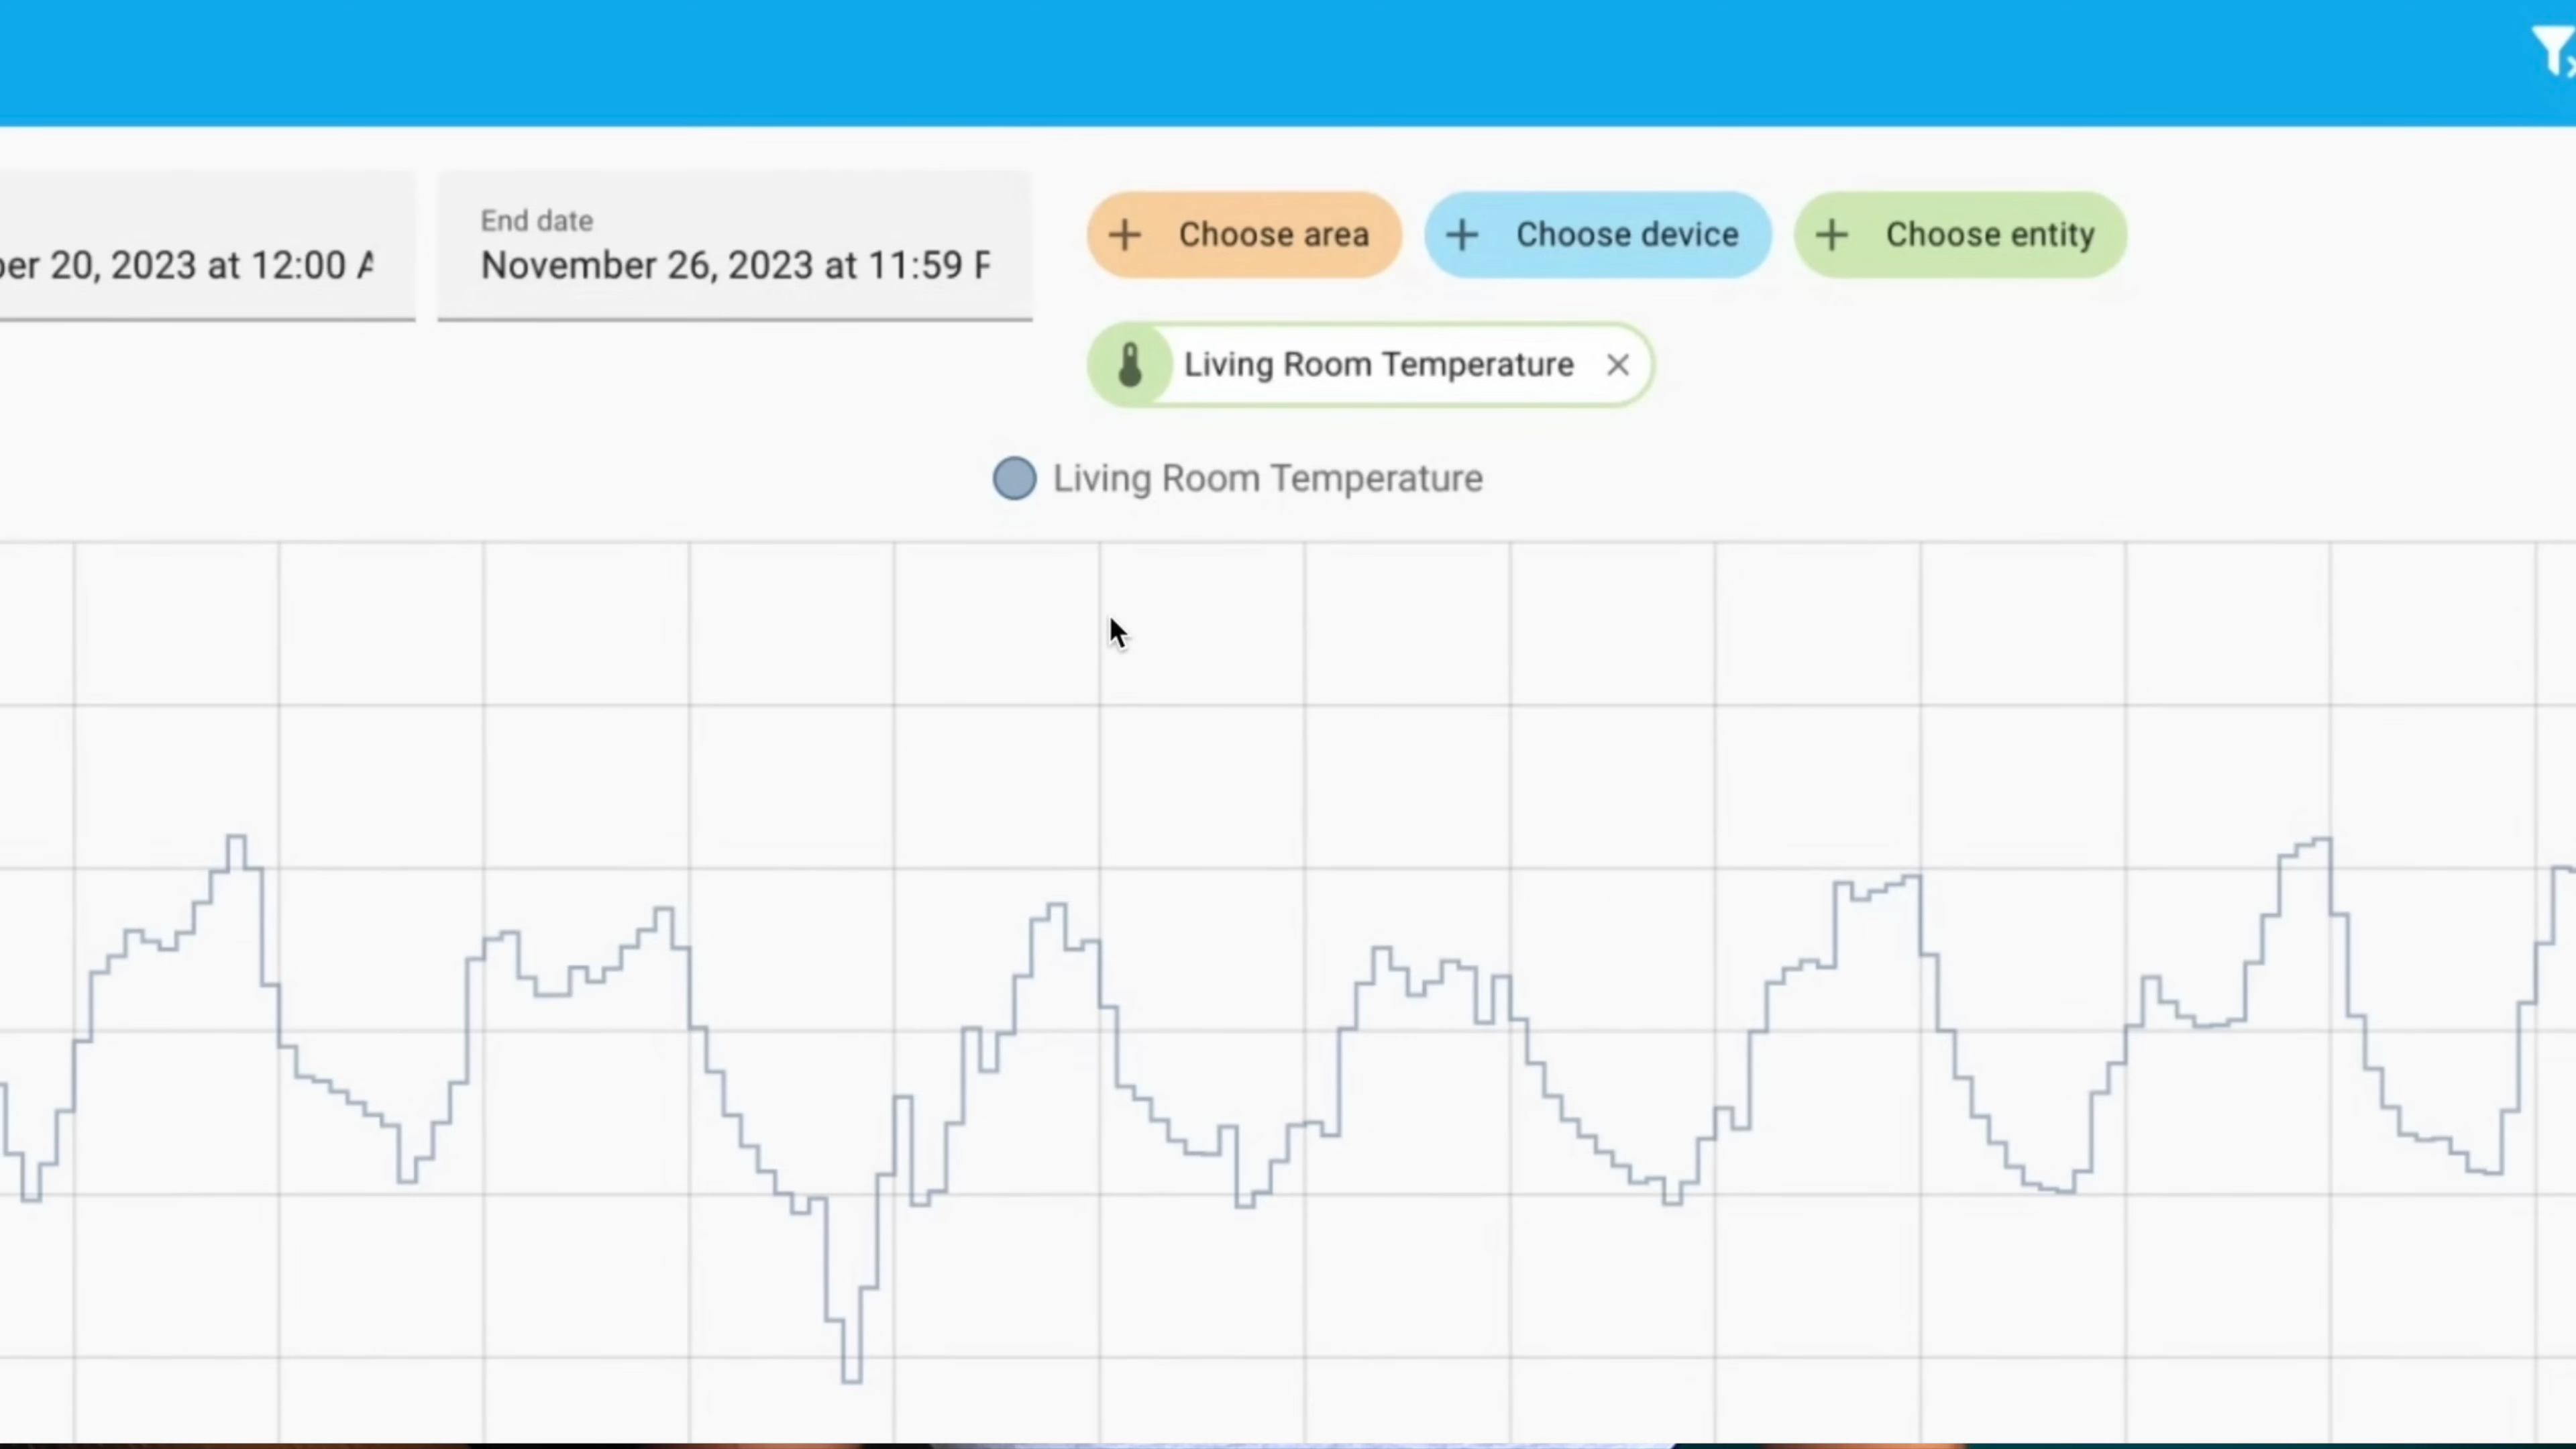 End date
20, 2023 at 12:00
November 26, 2023 at 11:59
+ Choose area
+ Choose device
+ Choose entity
Living Room Temperature
Living Room Temperature